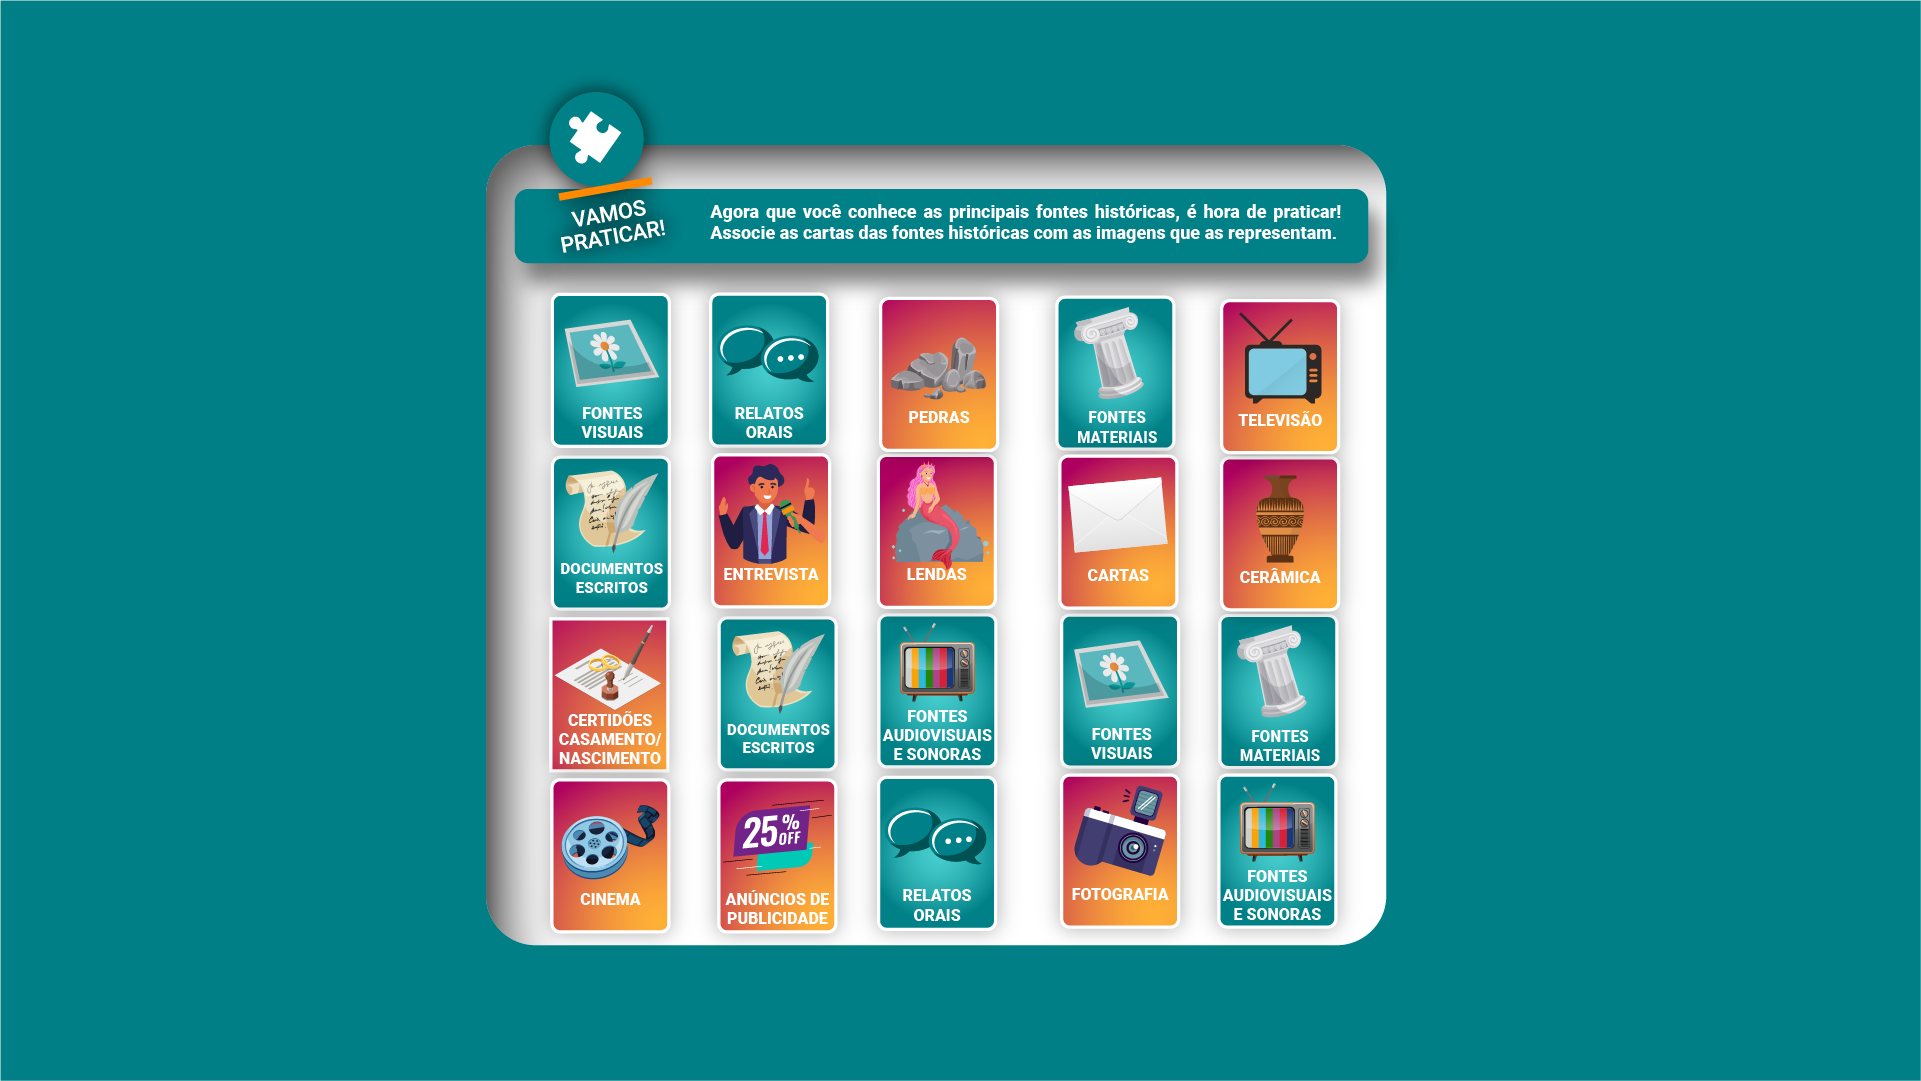 VAMOS
PRATICAR!
Agora que você conhece as principais fontes históricas, é hora de praticar!
Associe as cartas das fontes históricas com as imagens que as representam.
FONTES
VISUAIS
RELATOS
ORAIS
PEDRAS
FONTES
MATERIAIS
TELEVISÃO
DOCUMENTOS
ESCRITOS
ENTREVISTA
LENDAS
CARTAS
CERÂMICA
CERTIDÕES
CASAMENTO/
NASCIMENTO
DOCUMENTOS
ESCRITOS
FONTES
AUDIOVISUAIS
E SONORAS
FONTES
VISUAIS
FONTES
MATERIAIS
CINEMA
25%
OFF
ANÚNCIOS DE
PUBLICIDADE
RELATOS
ORAIS
FOTOGRAFIA
FONTES
AUDIOVISUAIS
E SONORAS